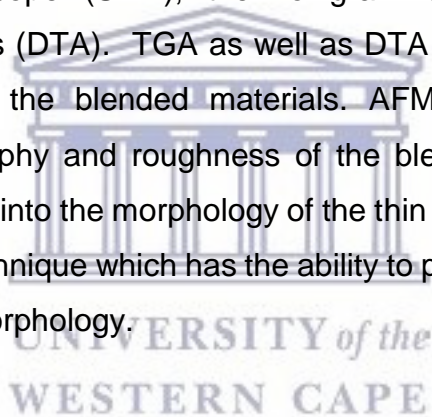 s (DTA). TGA as well as DTA
the blended materials. AFM
phy and roughness of the ble
into the morphology of the thin
hnique which has the ability to p
orphology.
UNIVERSITY of the
WESTERN CAPE